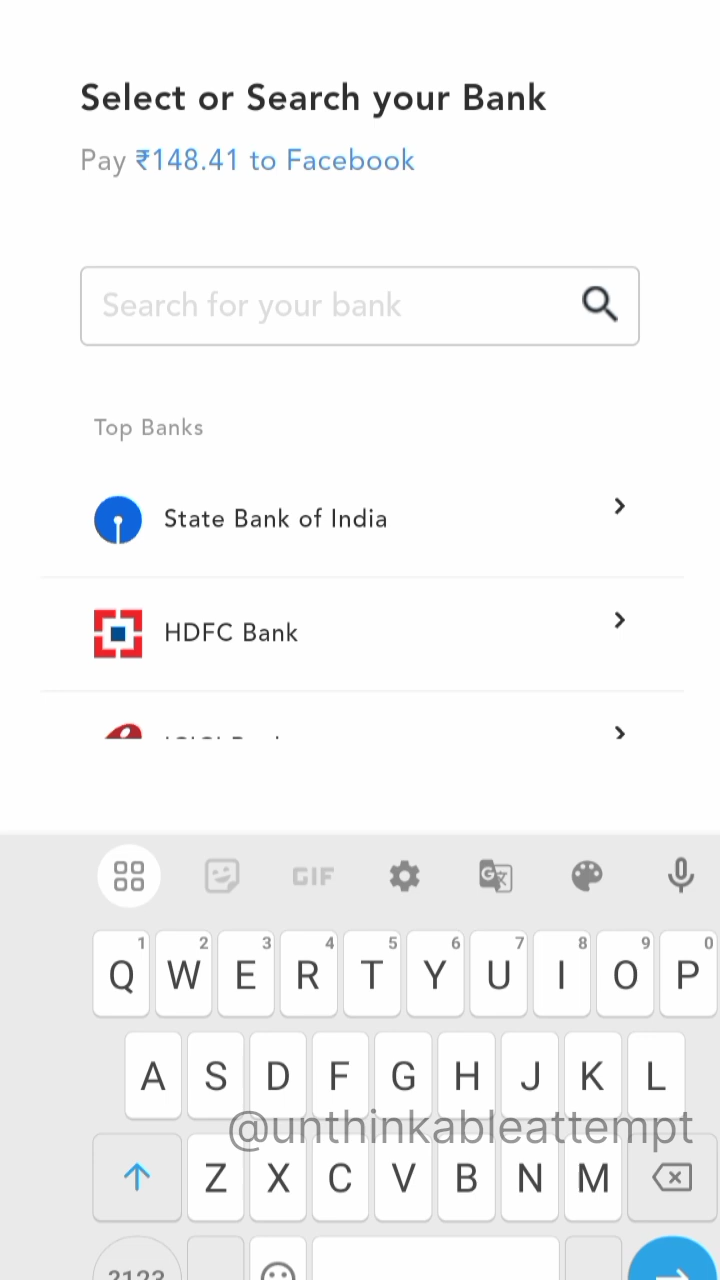 Select or Search your Bank
Pay ₹148.41 to Facebook
Search for your bank
Top Banks
State Bank of India
HDFC Bank
GIF
1 2 3 4 5 6 7 8 9 0
Q W E R T Y U I O P
A S D F G H J K L
@unthinkableattempt
Z X C V B N M